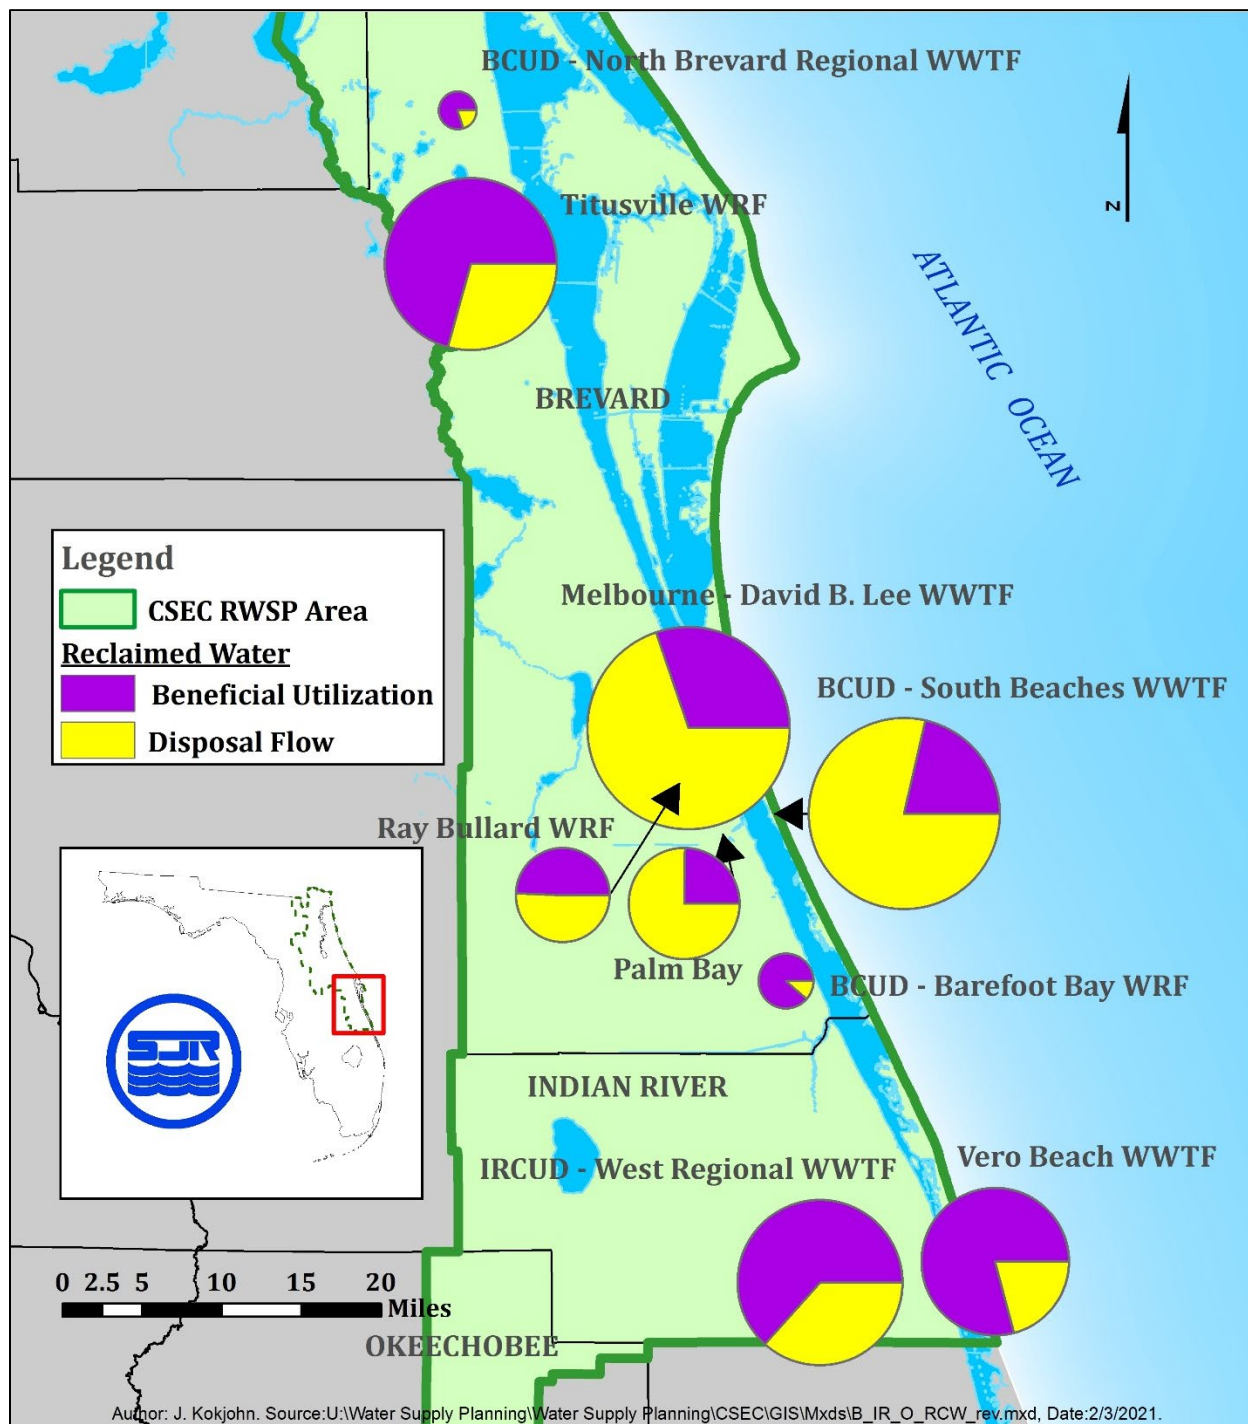 BCUD - North Brevard Regional WWTF
Titusville WRF
z
ATLANTIC OCEAN
BREVARD
Legend
CSEC RWSP Area
Reclaimed Water
Beneficial Utilization
Disposal Flow
Melbourne - David B. Lee WWTF
BCUD - South Beaches WWTF
Ray Bullard WRF
Palm Bay
BCUD - Barefoot Bay WRF
SJR
INDIAN RIVER
IRCUD - West Regional WWTF
Vero Beach WWTF
0 2.5 5 10 15 20
Miles
OKEECHOBEE
Author: J. Kokjohn. Source:U:\Water Supply Planning\Water Supply Planning\CSEC\GIS\Mxds\B_IR_O_RCW_rev.mxd, Date:2/3/2021.